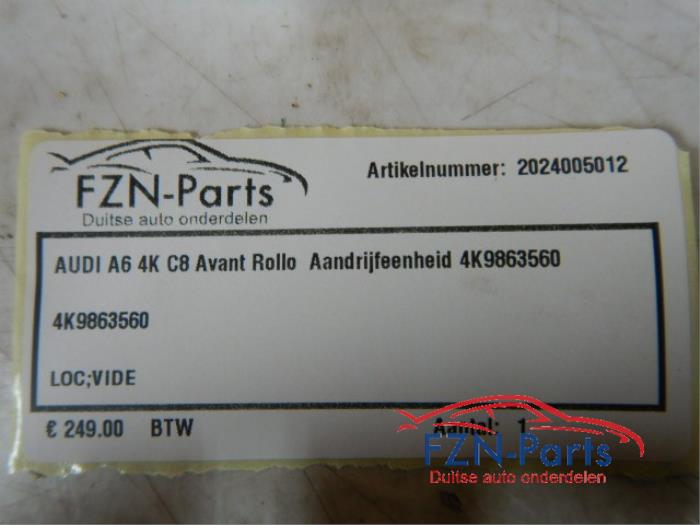 FZN-Parts
Duitse auto onderdelen
Artikelnummer: 2024005012
AUDI A6 4K C8 Avant Rollo Aandrijfeenheid 4K9863560
4K9863560
LOC;VIDE
€ 249.00 BTW Aantal: 1
FZN-Parts
Duitse auto onderdelen